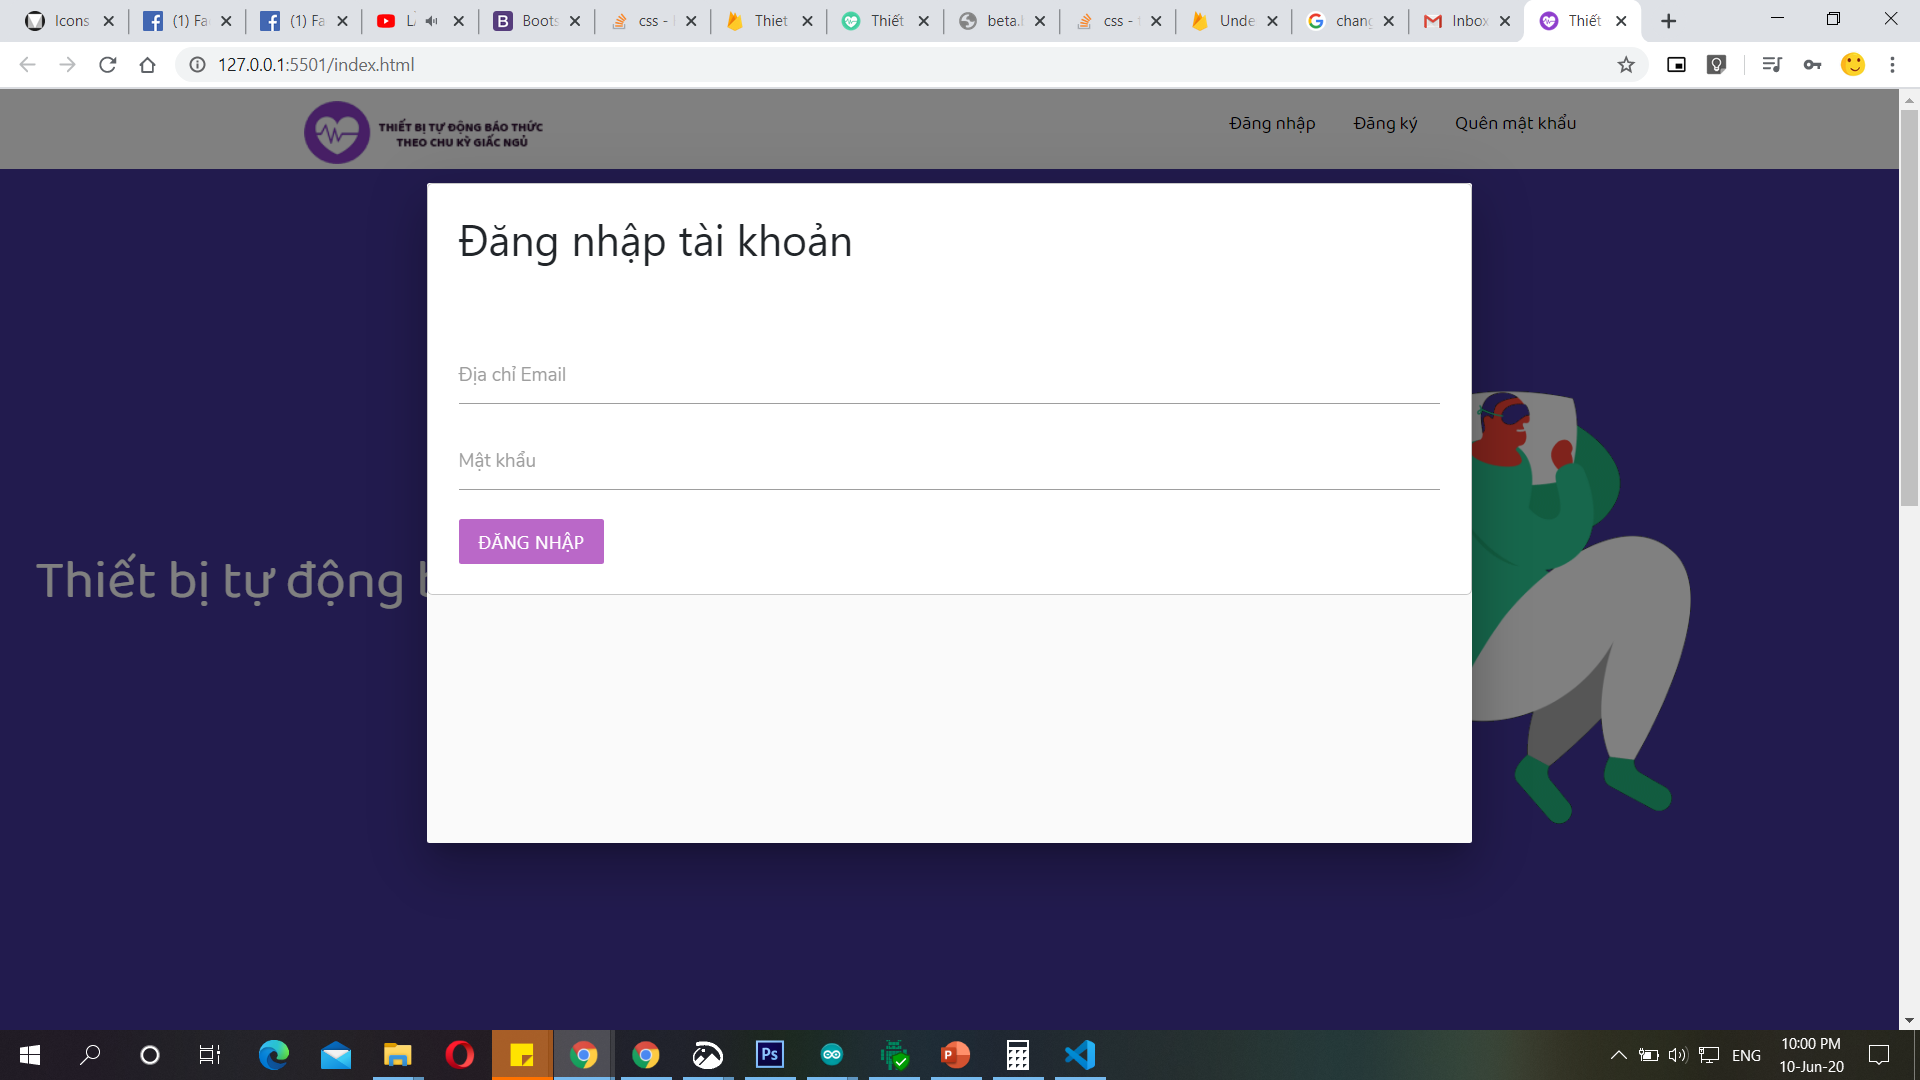 Icons
(1) Fa
(1) Fa
Boots
css -
Thiet
Thiết
beta.
css -
Unde
chang
Inbox
Thiết
127.0.0.1:5501/index.html
THIẾT BỊ TỰ ĐỘNG BÁO THỨC
THEO CHU KỲ GIẤC NGỦ
Đăng nhập
Đăng ký
Quên mật khẩu
Đăng nhập tài khoản
Địa chỉ Email
Mật khẩu
ĐĂNG NHẬP
Thiết bị tự động
Ps
ENG
10:00 PM
10-Jun-20